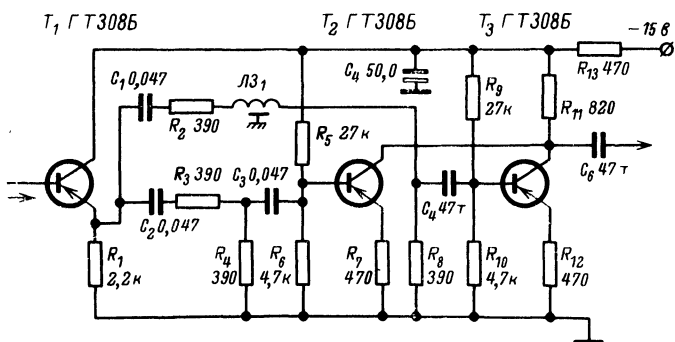 T₁ ГТ308Б
T₂ ГТ308Б
T₃ ГТ308Б
−15 в
C₁ 0,047
ЛЗ₁
C₄ 50,0
R₁₃ 470
R₂ 390
R₉ 27к
R₁₁ 820
R₅ 27к
R₃ 390
C₃ 0,047
C₆ 47т
C₂ 0,047
C₄ 47т
R₁ 2,2к
R₄ 390
R₆ 4,7к
R₇ 470
R₈ 390
R₁₀ 4,7к
R₁₂ 470